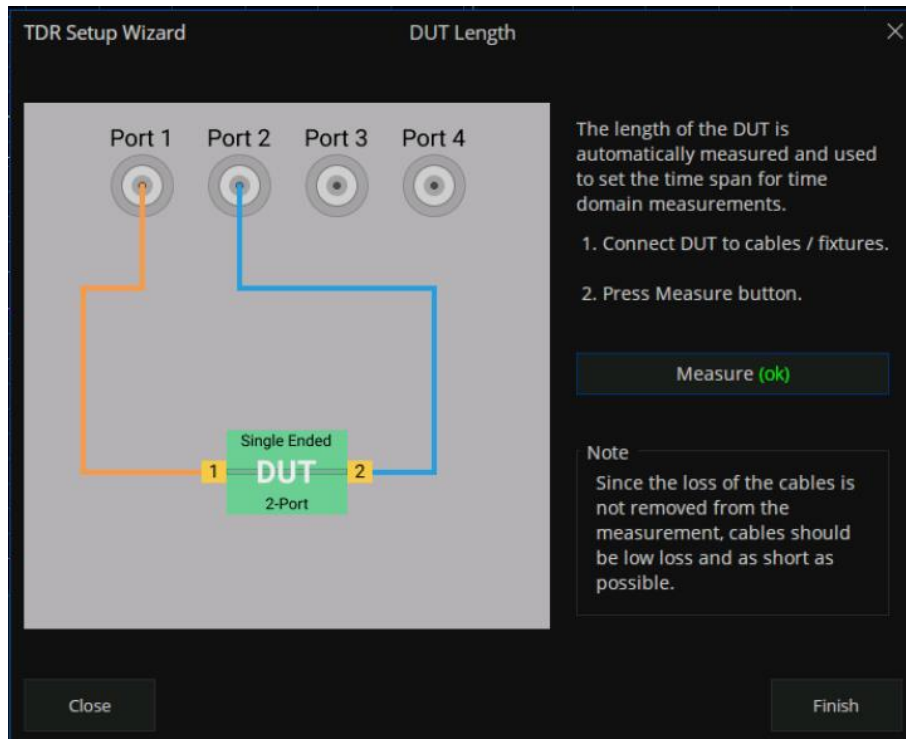 TDR Setup Wizard
DUT Length
Port 1
Port 2
Port 3
Port 4
Single Ended
1
DUT
2
2-Port
The length of the DUT is
automatically measured and used
to set the time span for time
domain measurements.
1. Connect DUT to cables / fixtures.
2. Press Measure button.
Measure (ok)
Note
Since the loss of the cables is
not removed from the
measurement, cables should
be low loss and as short as
possible.
Close
Finish